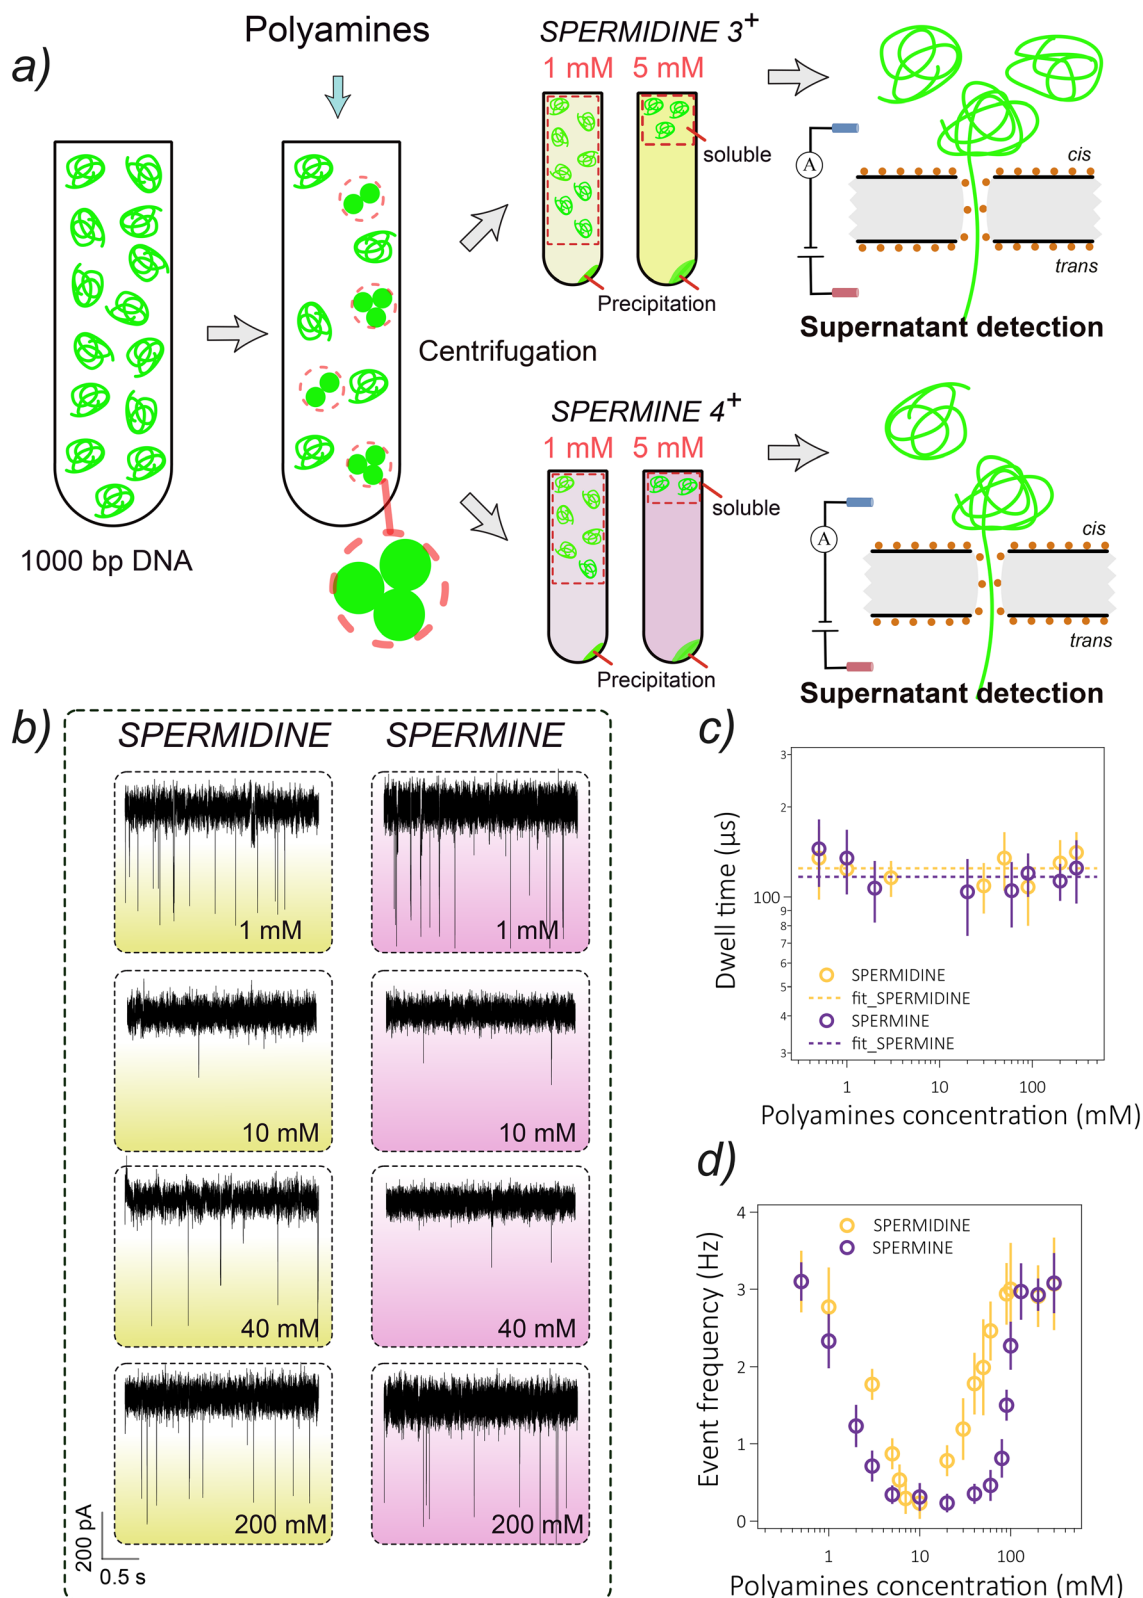 a)
Polyamines
SPERMIDINE 3+
1 mM 5 mM
soluble
Precipitation
A
cis
trans
Supernatant detection
Centrifugation
1000 bp DNA
SPERMINE 4+
1 mM 5 mM
soluble
Precipitation
A
cis
trans
Supernatant detection
b)
SPERMIDINE SPERMINE
1 mM 1 mM
10 mM 10 mM
40 mM 40 mM
200 mM 200 mM
200 pA
0.5 s
c)
Dwell time (µs)
3
2
100
9
8
7
6
5
4
3
SPERMIDINE
fit_SPERMIDINE
SPERMINE
fit_SPERMINE
1 10 100
Polyamines concentration (mM)
d)
Event frequency (Hz)
4
3
2
1
0
SPERMIDINE
SPERMINE
1 10 100
Polyamines concentration (mM)